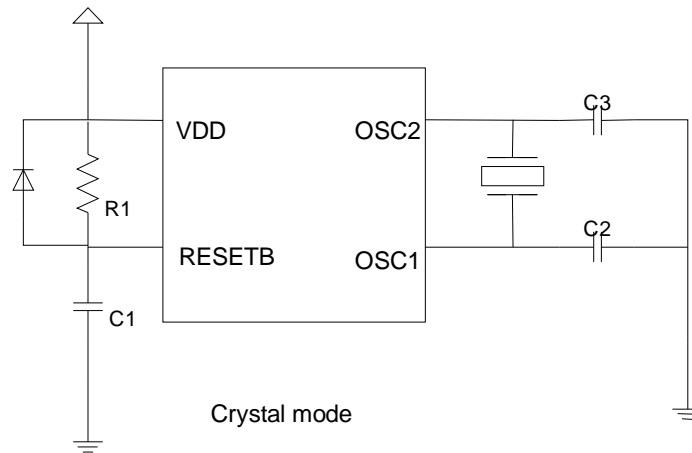 C3
VDD
OSC2
R1
C2
RESETB
OSC1
C1
Crystal mode